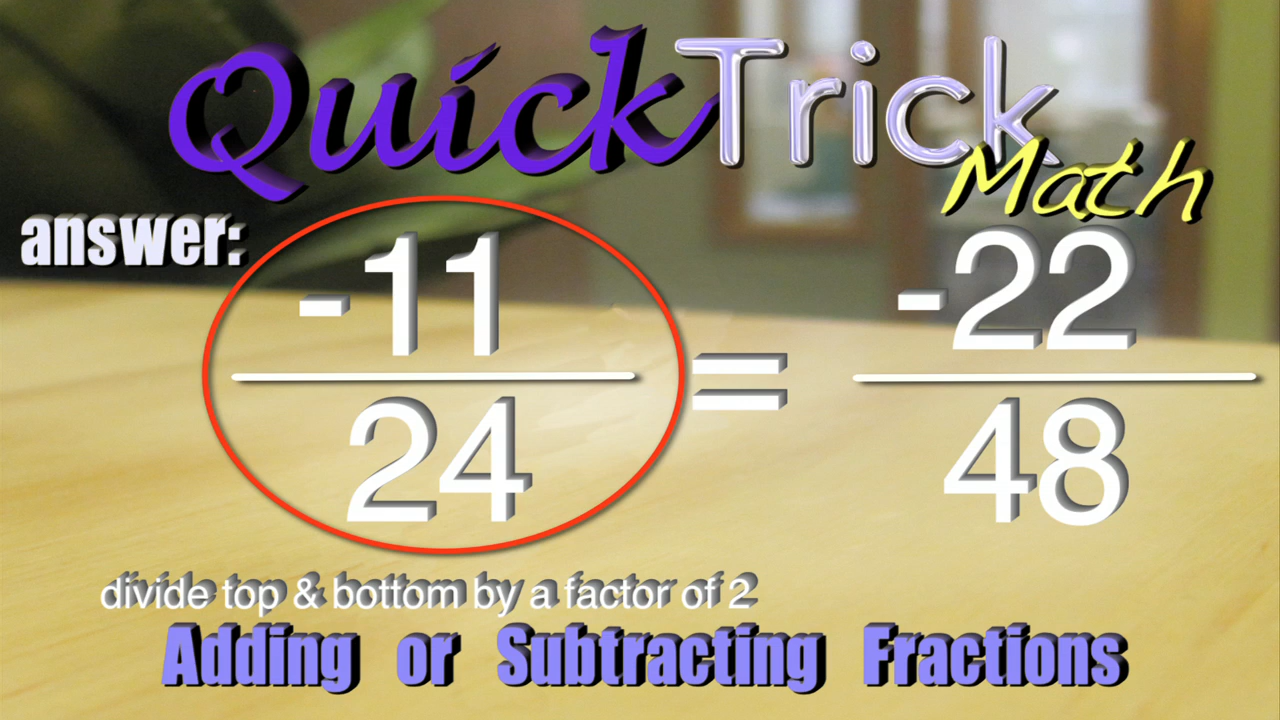 QuickTrick
Math
answer:
-11
24
=
-22
48
divide top & bottom by a factor of 2
Adding or Subtracting Fractions